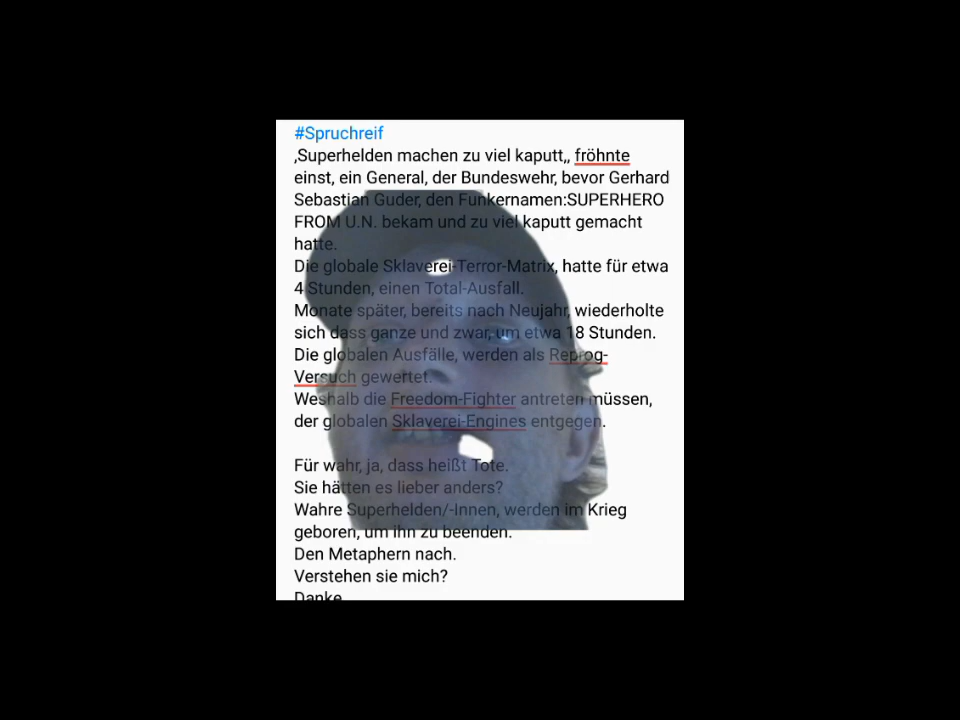 #Spruchreif
‚Superhelden machen zu viel kaputt‚‚ fröhnte
einst, ein General, der Bundeswehr, bevor Gerhard
Sebastian Guder, den Funkernamen:SUPERHERO
FROM U.N. bekam und zu viel kaputt gemacht
hatte.
Die globale Sklaverei-Terror-Matrix, hatte für etwa
4 Stunden, einen Total-Ausfall.
Monate später, bereits nach Neujahr, wiederholte
sich dass ganze und zwar, um etwa 18 Stunden.
Die globalen Ausfälle, werden als Reprog-
Versuch gewertet.
Weshalb die Freedom-Fighter antreten müssen,
der globalen Sklaverei-Engines entgegen.
Für wahr, ja, dass heißt Tote.
Sie hätten es lieber anders?
Wahre Superhelden/-Innen, werden im Krieg
geboren, um ihn zu beenden.
Den Metaphern nach.
Verstehen sie mich?
Danke